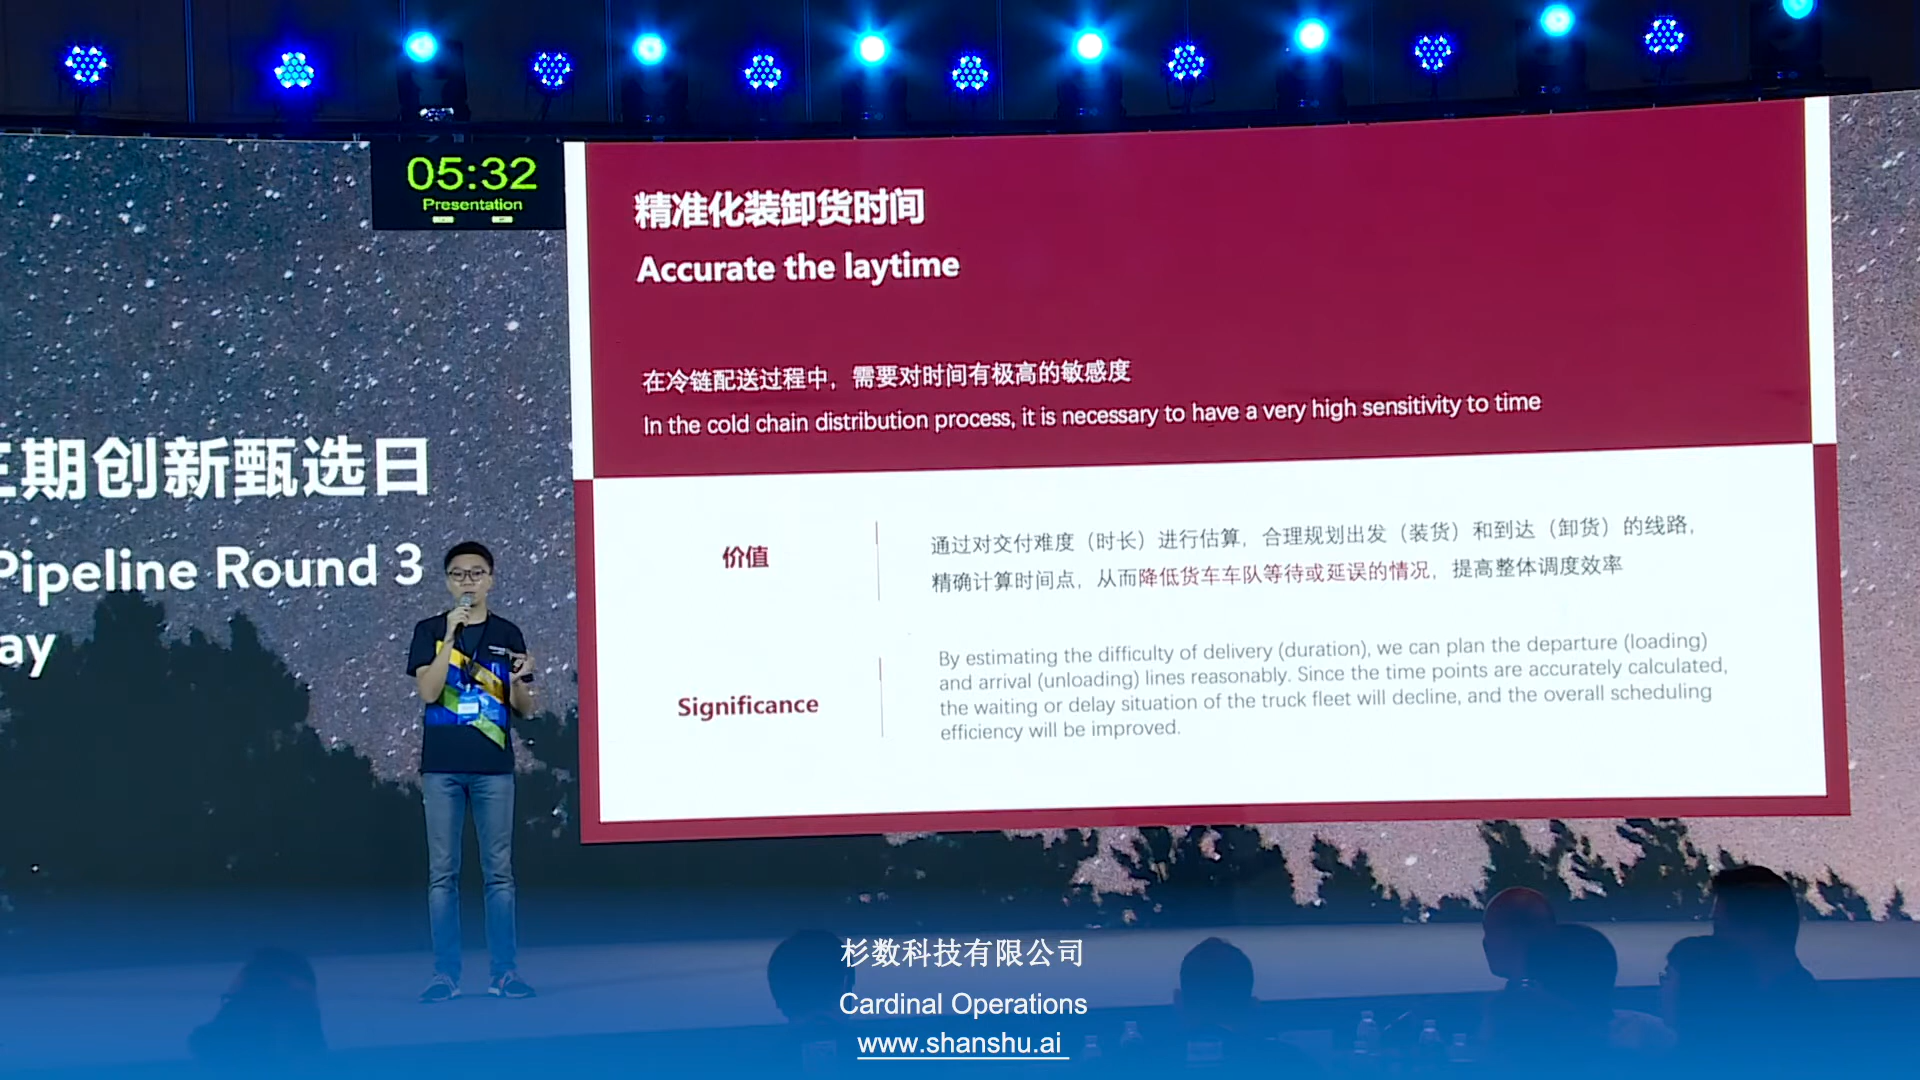 05:32
Presentation
期创新甄选日
Pipeline Round 3
ay
精准化装卸货时间
Accurate the laytime
在冷链配送过程中，需要对时间有极高的敏感度
In the cold chain distribution process, it is necessary to have a very high sensitivity to time
价值
通过对交付难度（时长）进行估算，合理规划出发（装货）和到达（卸货）的线路，
精确计算时间点，从而降低货车车队等待或延误的情况，提高整体调度效率
Significance
By estimating the difficulty of delivery (duration), we can plan the departure (loading)
and arrival (unloading) lines reasonably. Since the time points are accurately calculated,
the waiting or delay situation of the truck fleet will decline, and the overall scheduling
efficiency will be improved.
杉数科技有限公司
Cardinal Operations
www.shanshu.ai